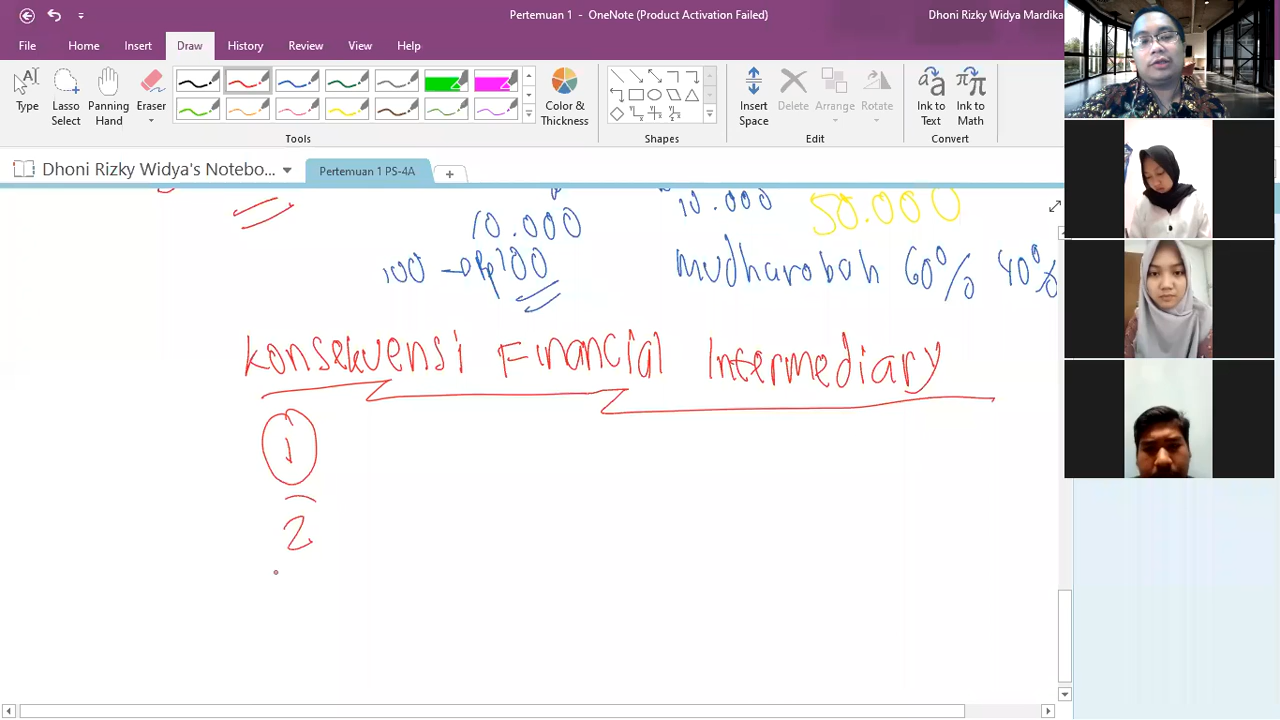 Pertemuan 1 - OneNote (Product Activation Failed)
Dhoni Rizky Widya Mardika
File Home Insert Draw History Review View Help
Type
Lasso Select
Panning Hand
Eraser
Color & Thickness
Insert Space
Delete
Arrange
Rotate
Ink to Text
Ink to Math
Tools
Shapes
Edit
Convert
Dhoni Rizky Widya's Notebo...
Pertemuan 1 PS-4A
10.000 50.000
10.000
100 → Rp 100
mudharobah 60% 40%
Konsekuensi Financial Intermediary
1
2